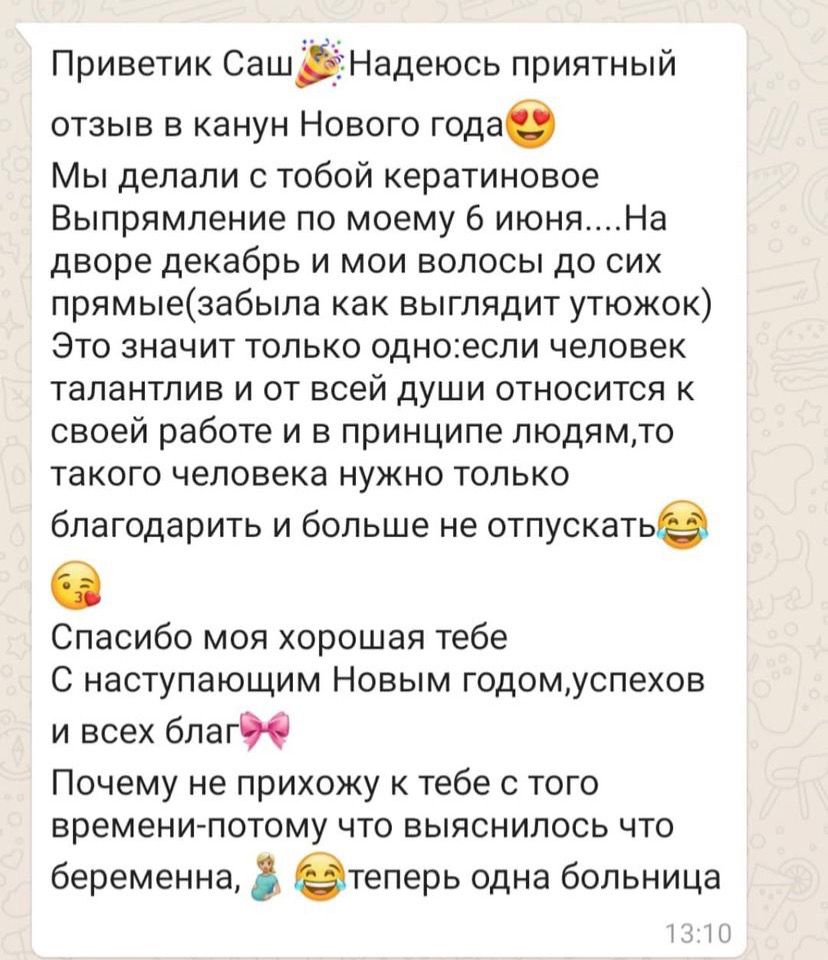 Приветик Саш🎉Надеюсь приятный
отзыв в канун Нового года😍
Мы делали с тобой кератиновое
Выпрямление по моему 6 июня....На
дворе декабрь и мои волосы до сих
прямые(забыла как выглядит утюжок)
Это значит только одно:если человек
талантлив и от всей души относится к
своей работе и в принципе людям,то
такого человека нужно только
благодарить и больше не отпускать😂
😘
Спасибо моя хорошая тебе
С наступающим Новым годом,успехов
и всех благ🎀
Почему не прихожу к тебе с того
времени-потому что выяснилось что
беременна,🤰😂теперь одна больница
13:10